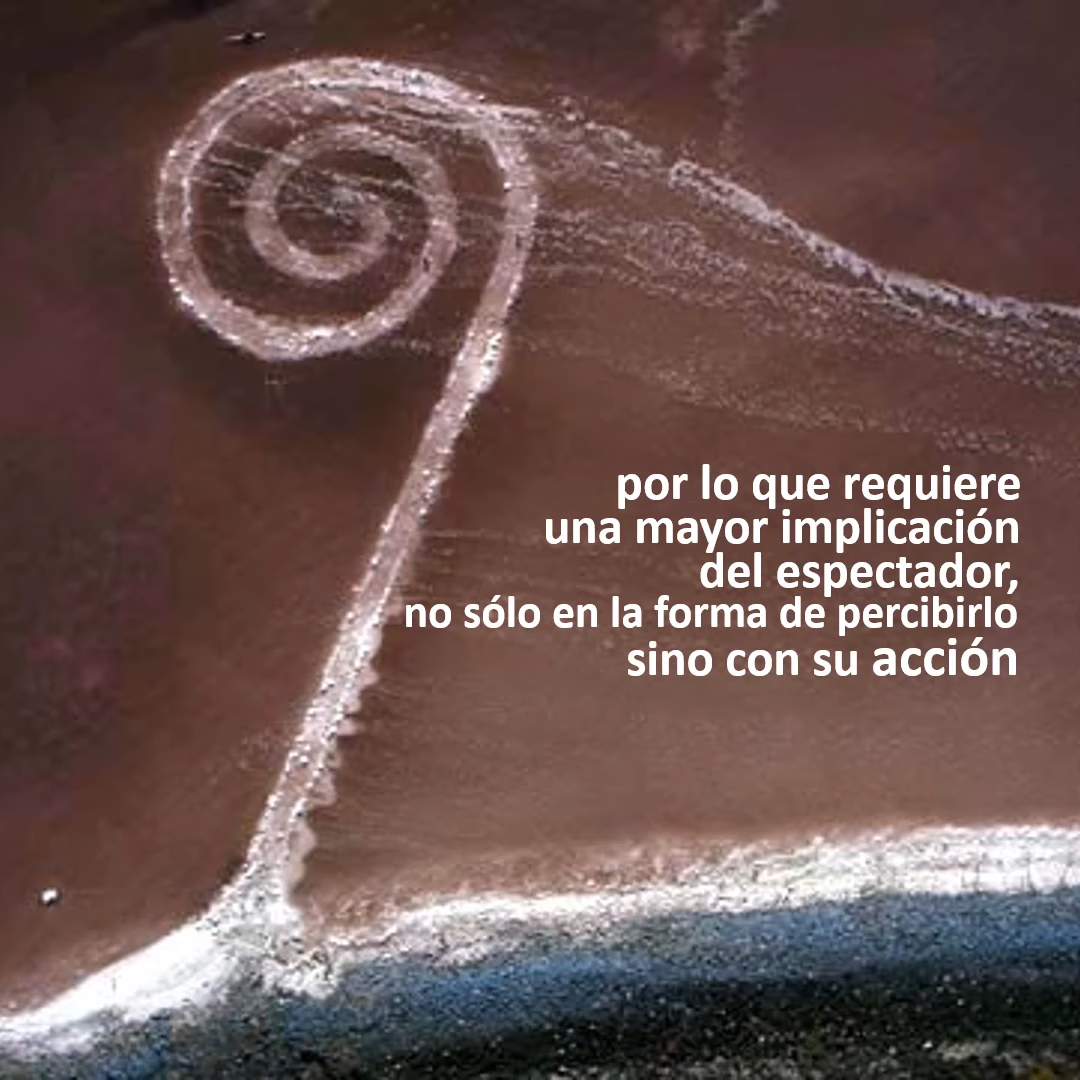 por lo que requiere
una mayor implicación
del espectador,
no sólo en la forma de percibirlo
sino con su acción